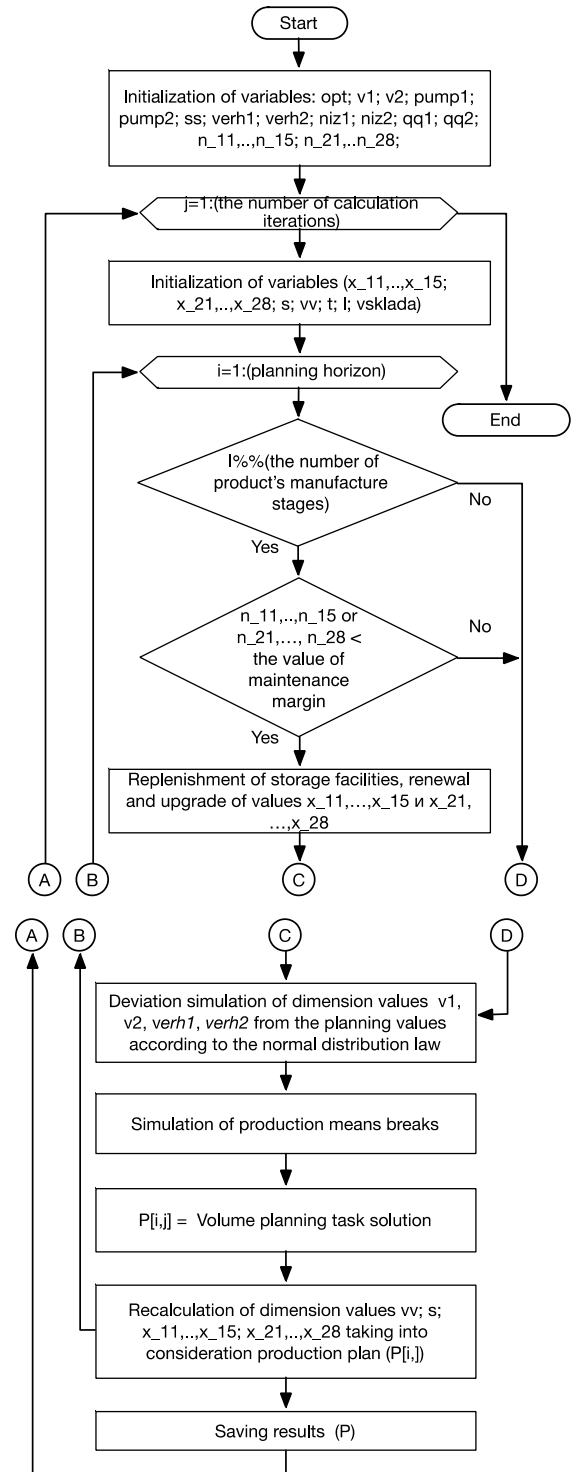 Start
Initialization of variables: opt; v1; v2; pump1;
pump2; ss; verh1; verh2; niz1; niz2; qq1; qq2;
n_11,..,n_15; n_21,..n_28;
j=1:(the number of calculation
iterations)
Initialization of variables (x_11,..,x_15;
x_21,..,x_28; s; vv; t; l; vsklada)
i=1:(planning horizon)
End
I%%(the number of
product's manufacture
stages)
No
Yes
n_11,..,n_15 or
n_21,..., n_28 <
the value of
maintenance
margin
No
Yes
Replenishment of storage facilities, renewal
and upgrade of values x_11,...,x_15 и x_21,
...,x_28
A
B
C
D
A
B
C
D
Deviation simulation of dimension values v1,
v2, verh1, verh2 from the planning values
according to the normal distribution law
Simulation of production means breaks
P[i,j] = Volume planning task solution
Recalculation of dimension values vv; s;
x_11,..,x_15; x_21,..,x_28 taking into
consideration production plan (P[i,])
Saving results (P)